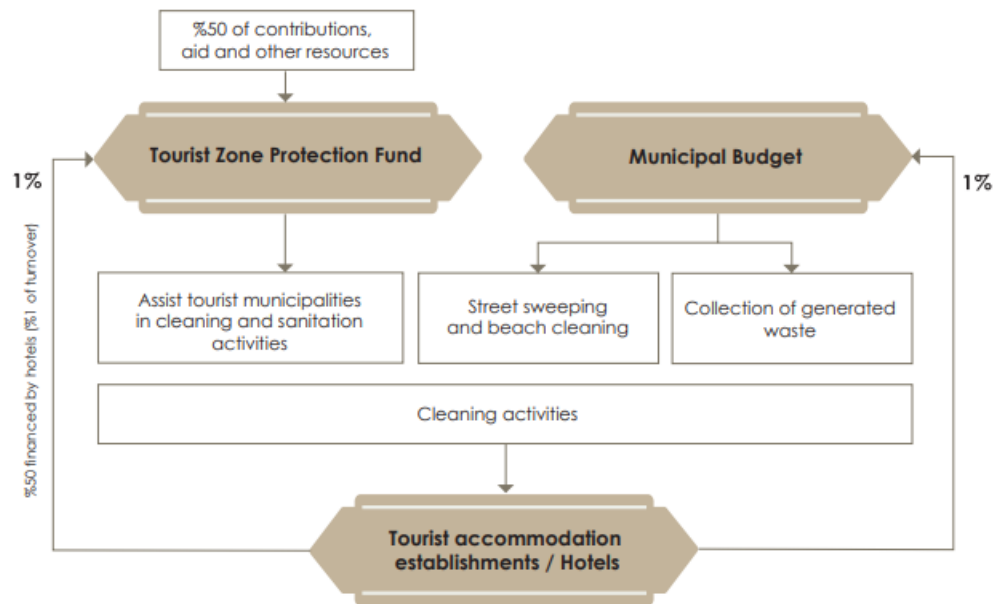 %50 of contributions,
aid and other resources
Tourist Zone Protection Fund
Municipal Budget
1%
1%
%50 financed by hotels (%1 of turnover)
Assist tourist municipalities
in cleaning and sanitation
activities
Street sweeping
and beach cleaning
Collection of generated
waste
Cleaning activities
Tourist accommodation
establishments / Hotels